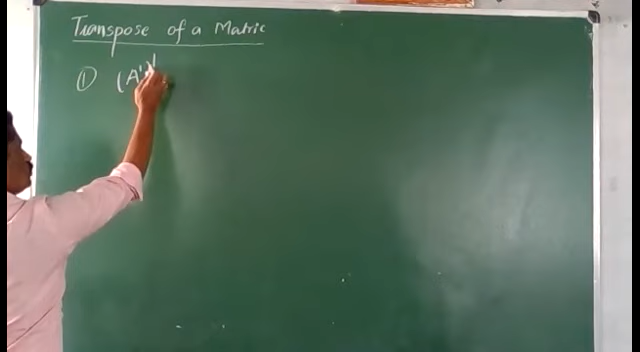 Transpose of a Matric
① (A')'